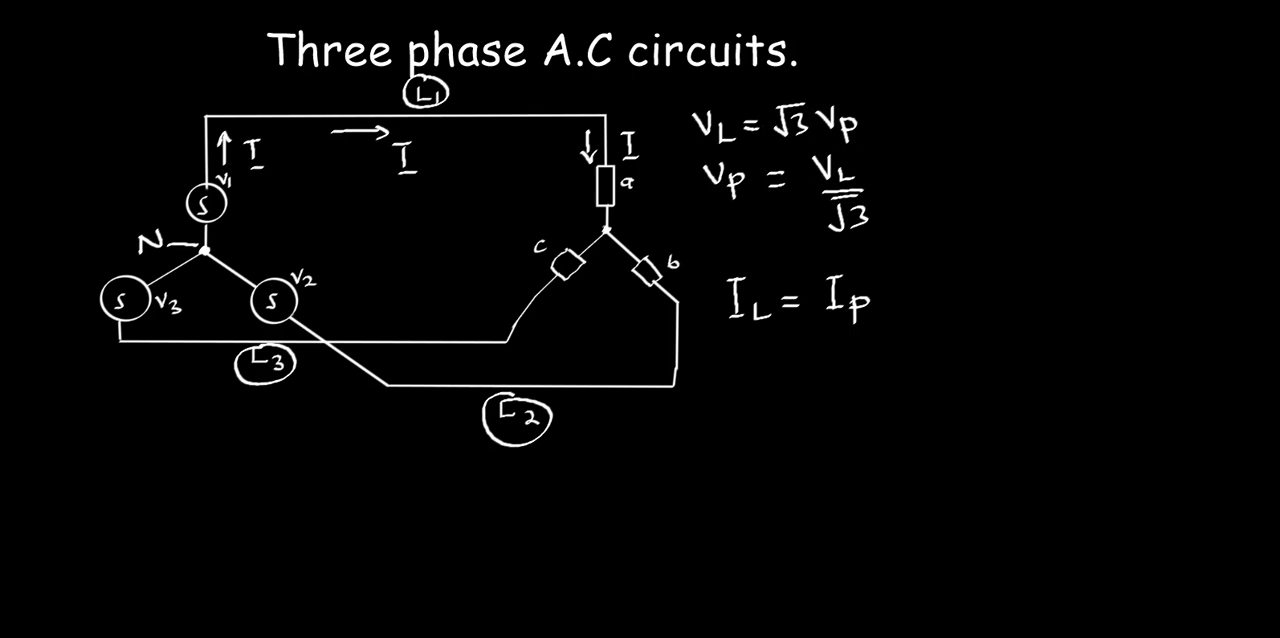 Three phase A.C circuits.
L1
I
I
I
V1
S
a
N
c
b
S
V3
S
V2
L3
L2
VL = √3 Vp
Vp = VL/√3
IL = Ip